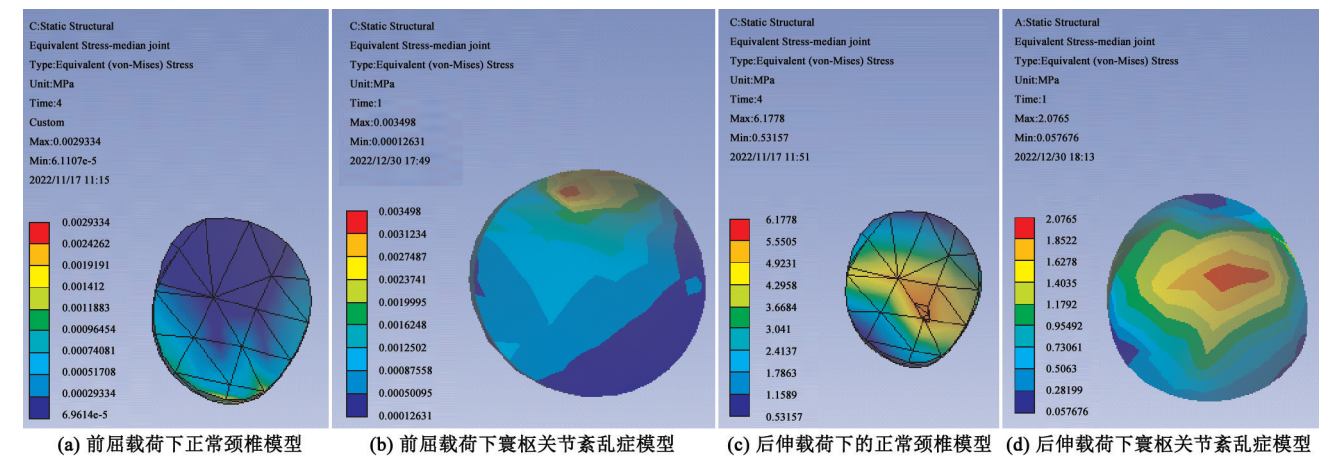 C:Static Structural
Equivalent Stress-median joint
Type:Equivalent (von-Mises) Stress
Unit:MPa
Time:4
Custom
Max:0.0029334
Min:6.1107e-5
2022/11/17 11:15
0.0029334
0.0024262
0.0019191
0.001412
0.0011883
0.00096454
0.00074081
0.00051708
0.00029334
6.9614e-5
(a) 前屈载荷下正常颈椎模型
C:Static Structural
Equivalent Stress-median joint
Type:Equivalent (von-Mises) Stress
Unit:MPa
Time:1
Max:0.003498
Min:0.00012631
2022/12/30 17:49
0.003498
0.0031234
0.0027487
0.0023741
0.0019995
0.0016248
0.0012502
0.00087558
0.00050095
0.00012631
(b) 前屈载荷下寰枢关节紊乱症模型
C:Static Structural
Equivalent Stress-median joint
Type:Equivalent (von-Mises) Stress
Unit:MPa
Time:4
Max:6.1778
Min:0.53157
2022/11/17 11:51
6.1778
5.5505
4.9231
4.2958
3.6684
3.041
2.4137
1.7863
1.1589
0.53157
(c) 后伸载荷下的正常颈椎模型
A:Static Structural
Equivalent Stress-median joint
Type:Equivalent (von-Mises) Stress
Unit:MPa
Time:1
Max:2.0765
Min:0.057676
2022/12/30 18:13
2.0765
1.8522
1.6278
1.4035
1.1792
0.95492
0.73061
0.5063
0.28199
0.057676
(d) 后伸载荷下寰枢关节紊乱症模型